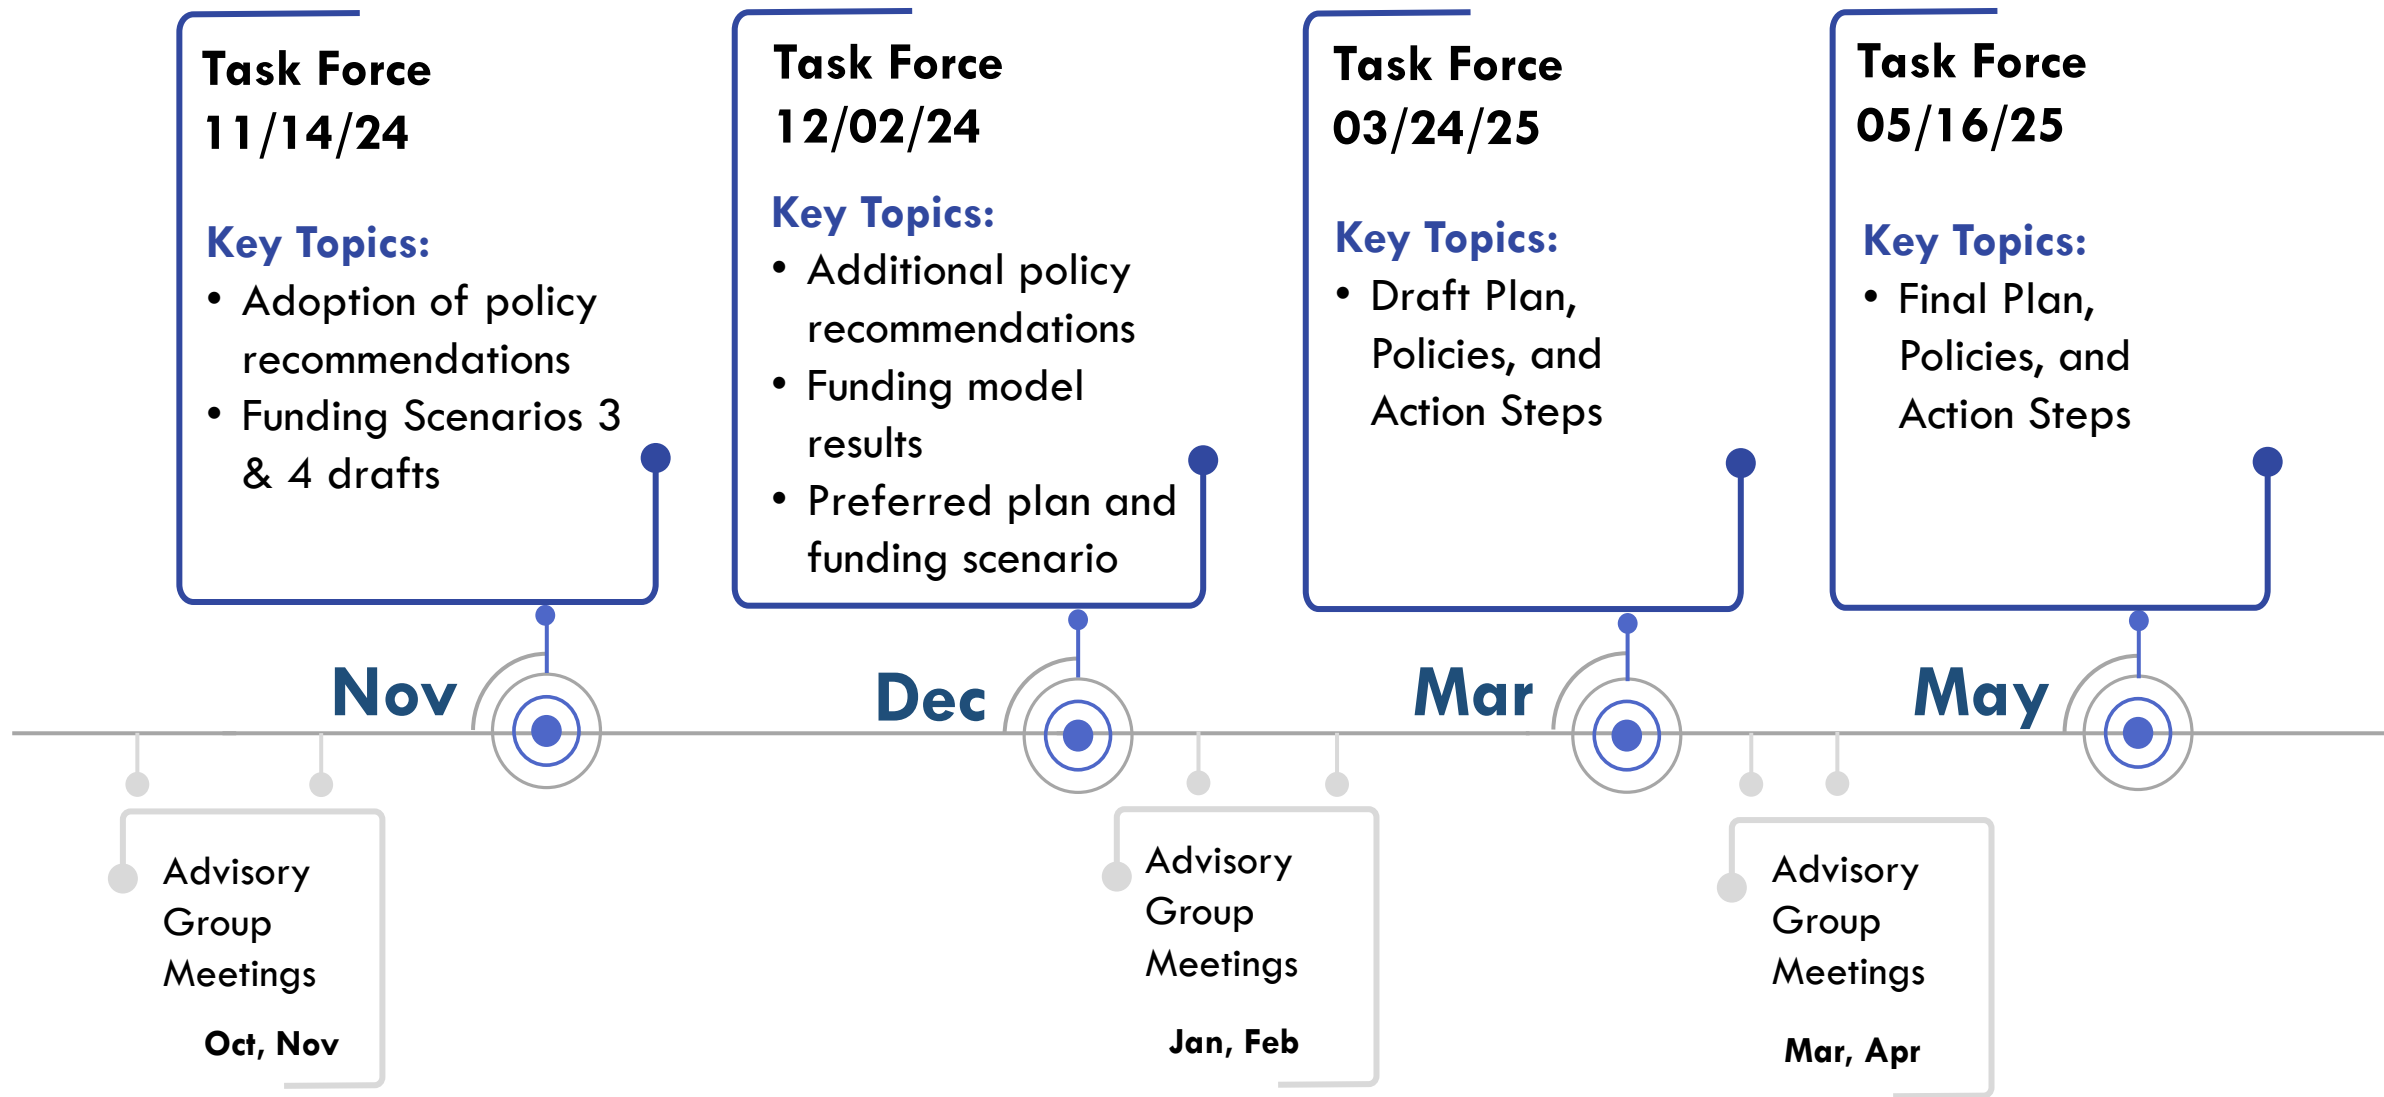 Task Force
11/14/24
Key Topics:
• Adoption of policy
recommendations
• Funding Scenarios 3
& 4 drafts
Task Force
12/02/24
Key Topics:
• Additional policy
recommendations
• Funding model
results
• Preferred plan and
funding scenario
Task Force
03/24/25
Key Topics:
• Draft Plan,
Policies, and
Action Steps
Task Force
05/16/25
Key Topics:
• Final Plan,
Policies, and
Action Steps
Nov
Dec
Mar
May
Advisory
Group
Meetings
Oct, Nov
Advisory
Group
Meetings
Jan, Feb
Advisory
Group
Meetings
Mar, Apr